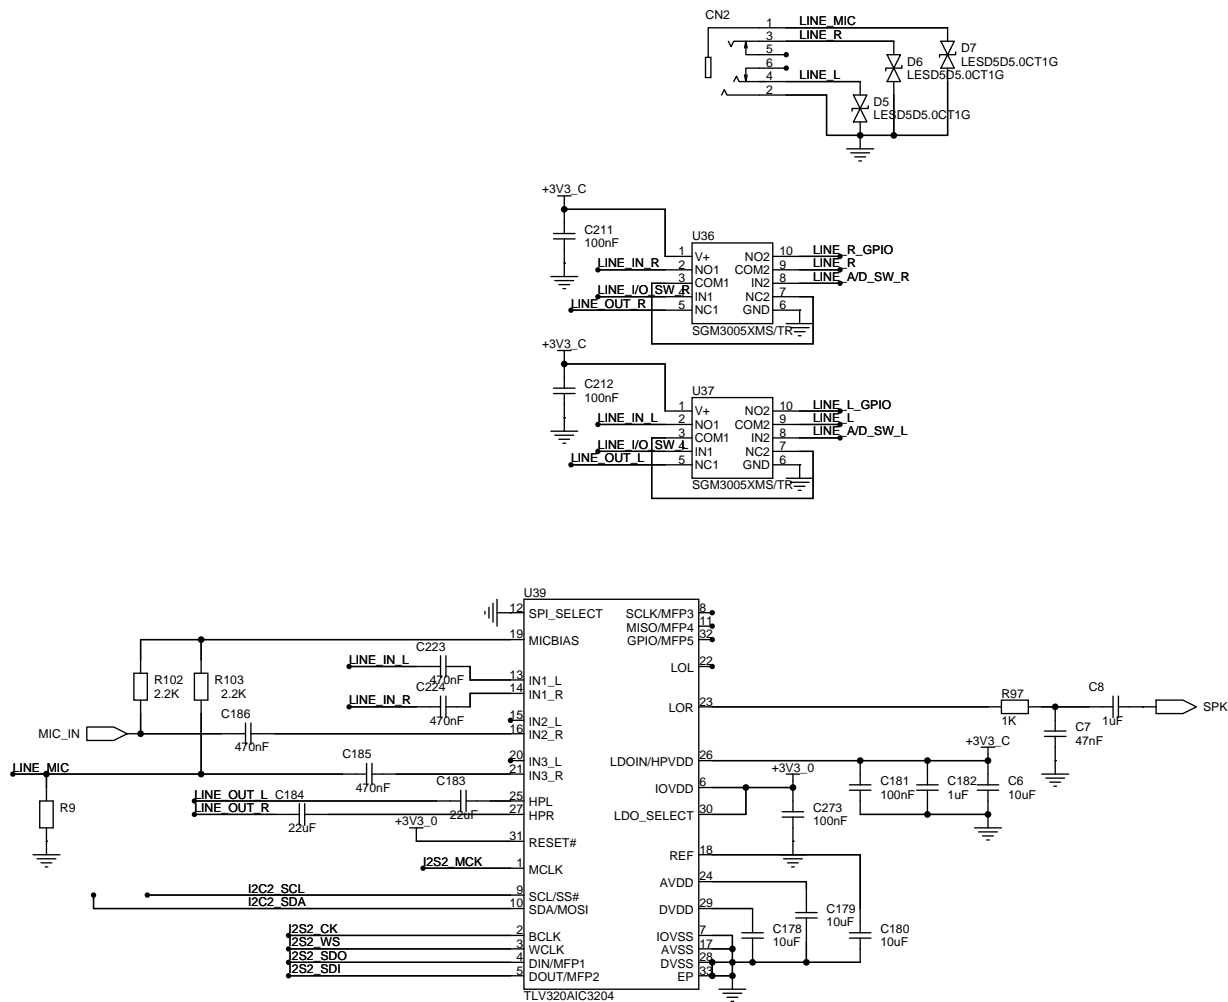 CN2
1 LINE_MIC
3 LINE_R
5
6
4 LINE_L
2
D7
LESD5D5.0CT1G
D6
LESD5D5.0CT1G
D5
LESD5D5.0CT1G
+3V3_C
C211
100nF
U36
1 V+
LINE_IN_R 2 NO1
3 COM1
LINE_I/O_SW_R 4 IN1
LINE_OUT_R 5 NC1
NO2 10 LINE_R_GPIO
COM2 9 LINE_R
IN2 8 LINE_A/D_SW_R
NC2 7
GND 6
SGM3005XMS/TR
+3V3_C
C212
100nF
U37
1 V+
LINE_IN_L 2 NO1
3 COM1
LINE_I/O_SW_L 4 IN1
LINE_OUT_L 5 NC1
NO2 10 LINE_L_GPIO
COM2 9 LINE_L
IN2 8 LINE_A/D_SW_L
NC2 7
GND 6
SGM3005XMS/TR
U39
12 SPI_SELECT
19 MICBIAS
C223
LINE_IN_L 470nF 13 IN1_L
14 IN1_R
C224
LINE_IN_R 470nF
R102
2.2K
R103
2.2K
15 IN2_L
C186
MIC_IN 470nF 16 IN2_R
20 IN3_L
C185
LINE_MIC 470nF 21 IN3_R
R9
C183
LINE_OUT_L 22uF 25 HPL
C184
LINE_OUT_R 22uF 27 HPR
+3V3_0
31 RESET#
I2S2_MCK 1 MCLK
I2C2_SCL 9 SCL/SS#
I2C2_SDA 10 SDA/MOSI
I2S2_CK 2 BCLK
I2S2_WS 3 WCLK
I2S2_SDO 4 DIN/MFP1
I2S2_SDI 5 DOUT/MFP2
SCLK/MFP3 8
MISO/MFP4 11
GPIO/MFP5 32
LOL 22
LOR 23
R97
1K
C8
1uF
SPK
C7
47nF
LDOIN/HPVDD 26
+3V3_C
C181
100nF
C182
1uF
C6
10uF
IOVDD 6
+3V3_0
LDO_SELECT 30
C273
100nF
REF 18
AVDD 24
DVDD 29
C178
10uF
C179
10uF
C180
10uF
IOVSS 7
AVSS 17
DVSS 28
EP 33
TLV320AIC3204